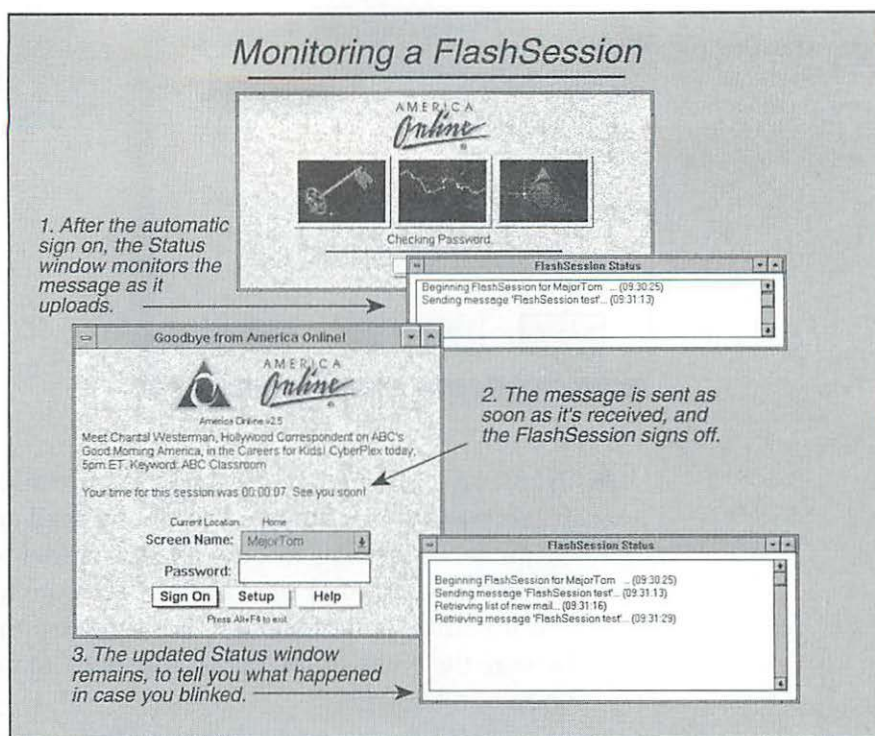 Monitoring a FlashSession
AMERICA
Online
®
Checking Password
1. After the automatic
sign on, the Status
window monitors the
message as it
uploads.
FlashSession Status
Beginning FlashSession for MajorTom ... (09:30:25)
Sending message 'FlashSession test'... (09:31:13)
Goodbye from America Online!
AMERICA
Online
®
America Online v2.5
Meet Chantal Westerman, Hollywood Correspondent on ABC's
Good Morning America, in the Careers for Kids! CyberPlex today,
5pm ET. Keyword: ABC Classroom
Your time for this session was 00:00:07. See you soon!
2. The message is sent as
soon as it's received, and
the FlashSession signs off.
Current Location: Home
Screen Name: MajorTom
Password:
Sign On Setup Help
Press Alt+F4 to exit
FlashSession Status
Beginning FlashSession for MajorTom ... (09:30:25)
Sending message 'FlashSession test'... (09:31:13)
Retrieving list of new mail... (09:31:16)
Retrieving message 'FlashSession test'... (09:31:29)
3. The updated Status window
remains, to tell you what happened
in case you blinked.